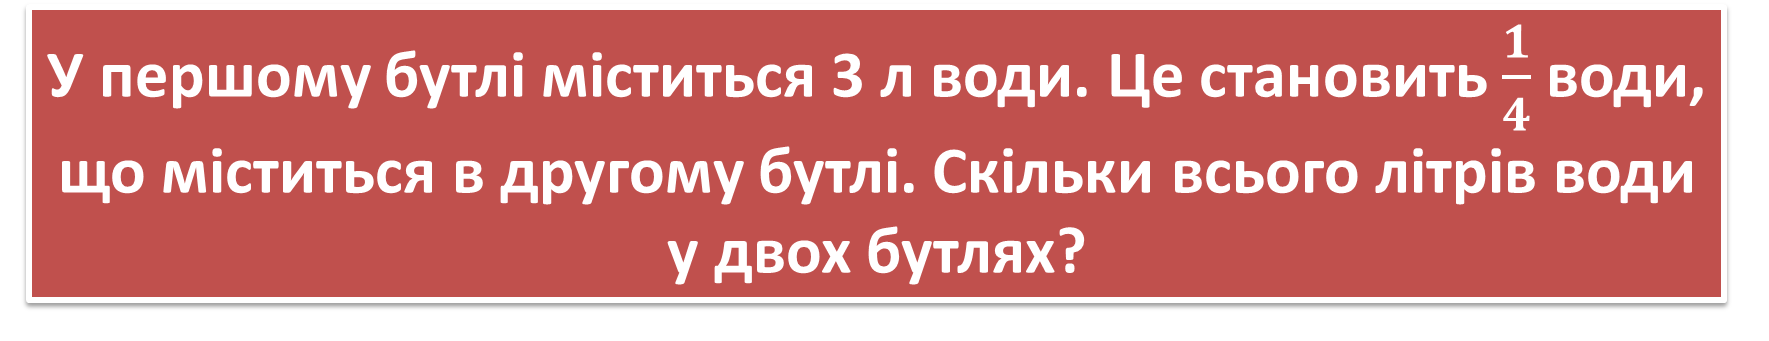 У першому бутлі міститься 3 л води. Це становить 1/4 води,
що міститься в другому бутлі. Скільки всього літрів води
у двох бутлях?